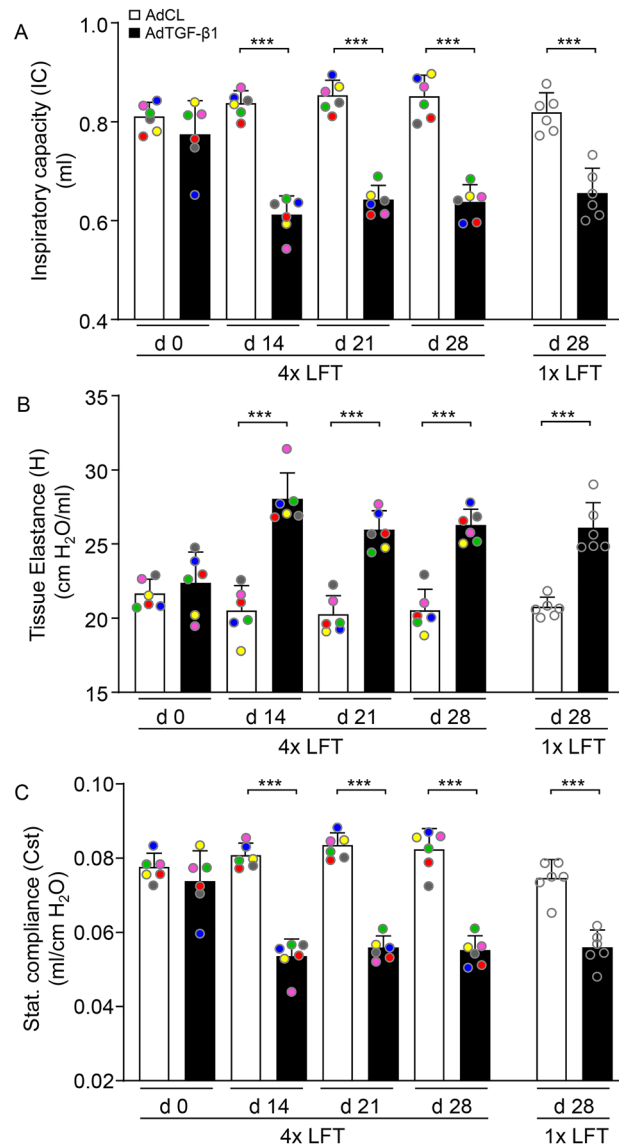 AdCL
AdTGF-β1
A
Inspiratory capacity (IC)
(ml)
1.0
0.8
0.6
0.4
*** *** *** ***
d 0 d 14 d 21 d 28 d 28
4x LFT 1x LFT
B
Tissue Elastance (H)
(cm H₂O/ml)
35
30
25
20
15
*** *** *** ***
d 0 d 14 d 21 d 28 d 28
4x LFT 1x LFT
C
Stat. compliance (Cst)
(ml/cm H₂O)
0.10
0.08
0.06
0.04
0.02
*** *** *** ***
d 0 d 14 d 21 d 28 d 28
4x LFT 1x LFT